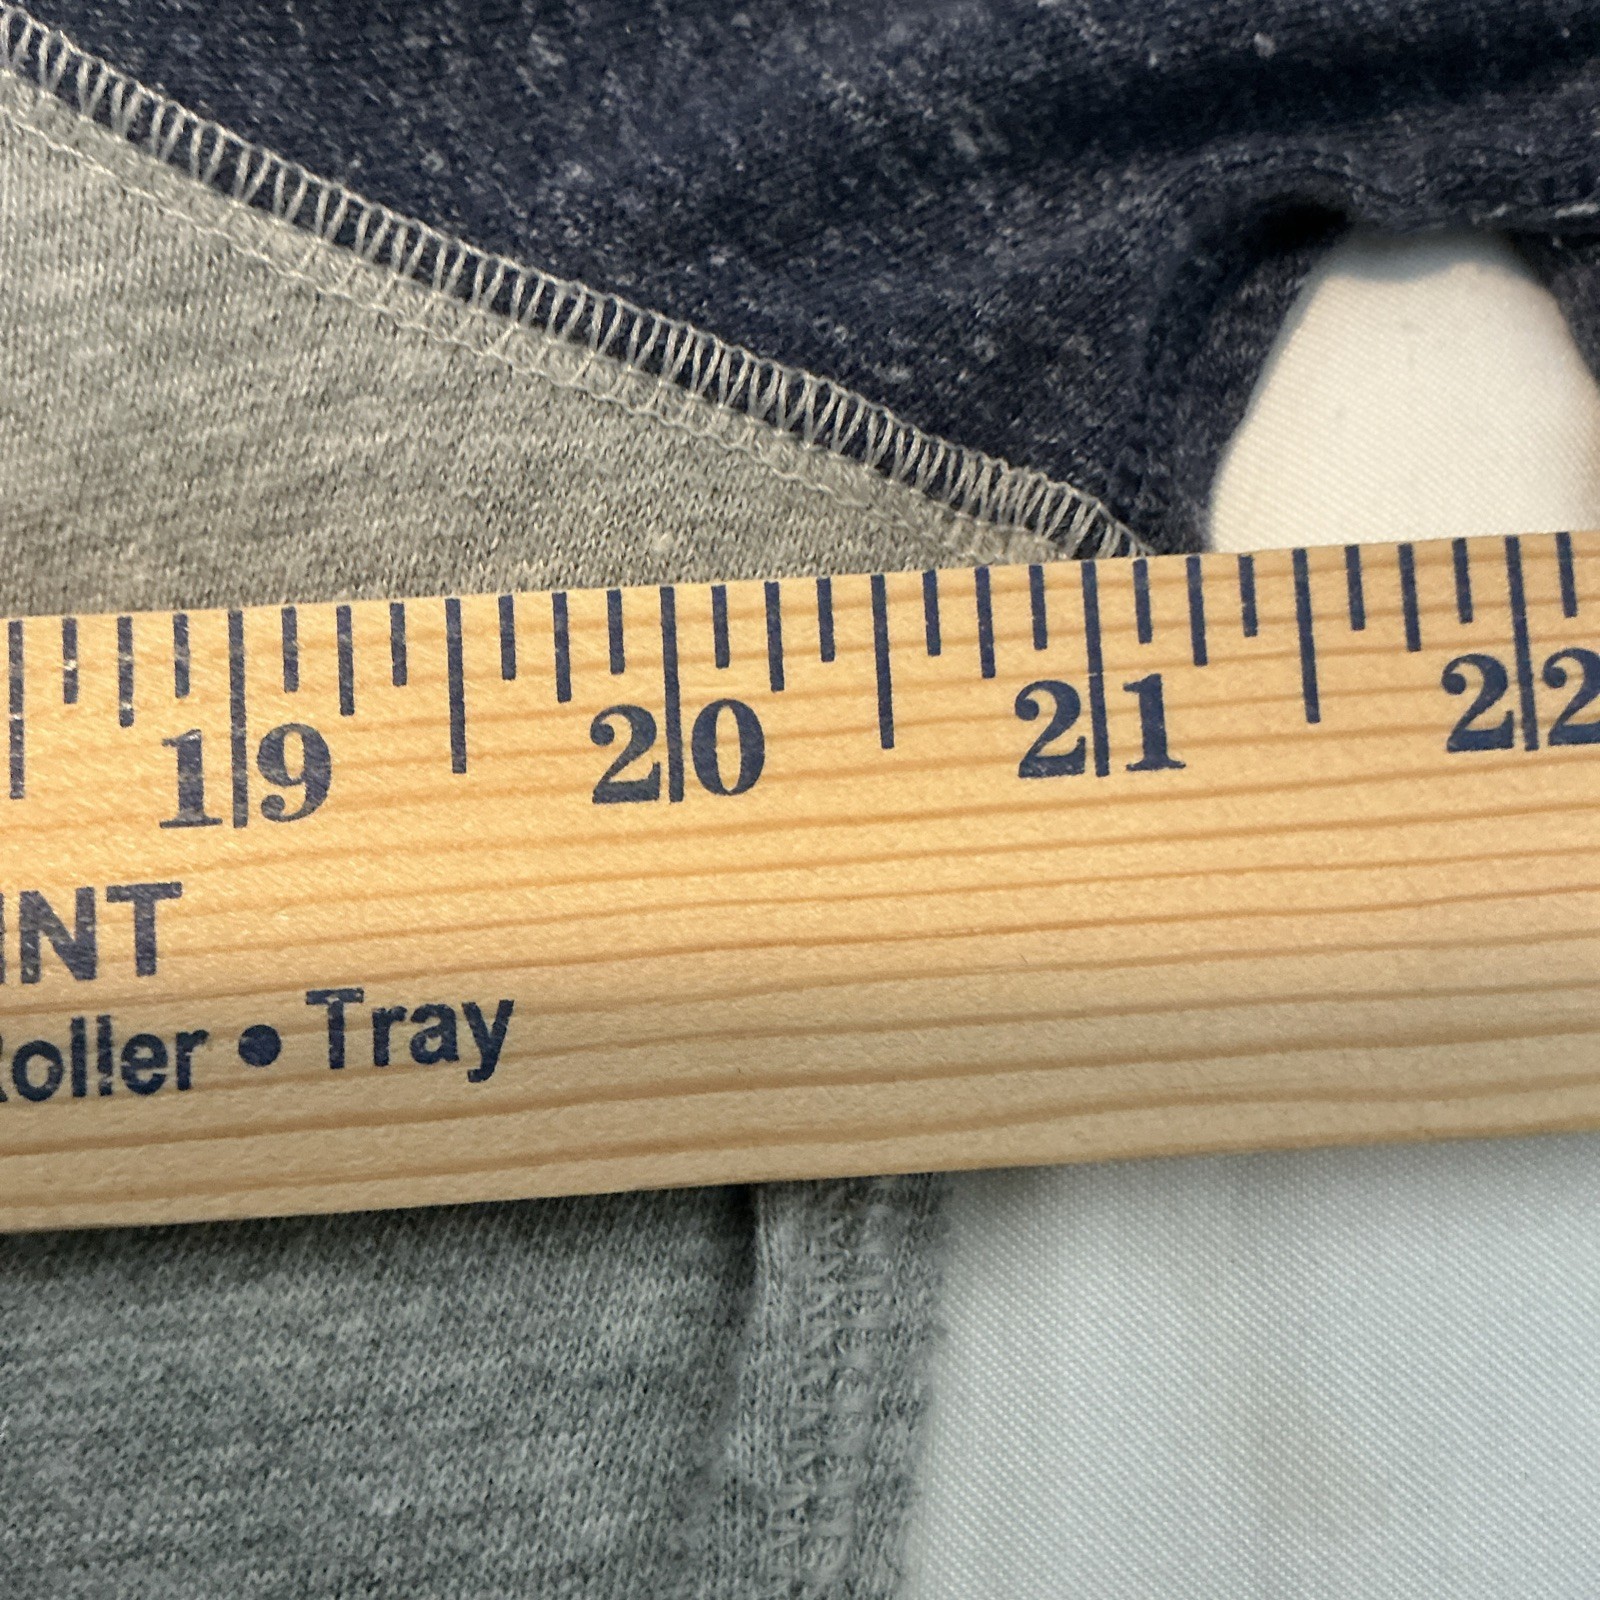 19 20 21 22
INT
Roller • Tray